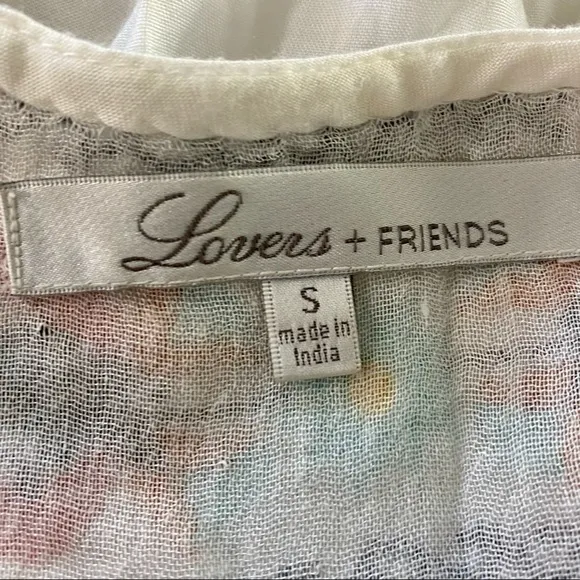 Lovers + FRIENDS
S
made in
India